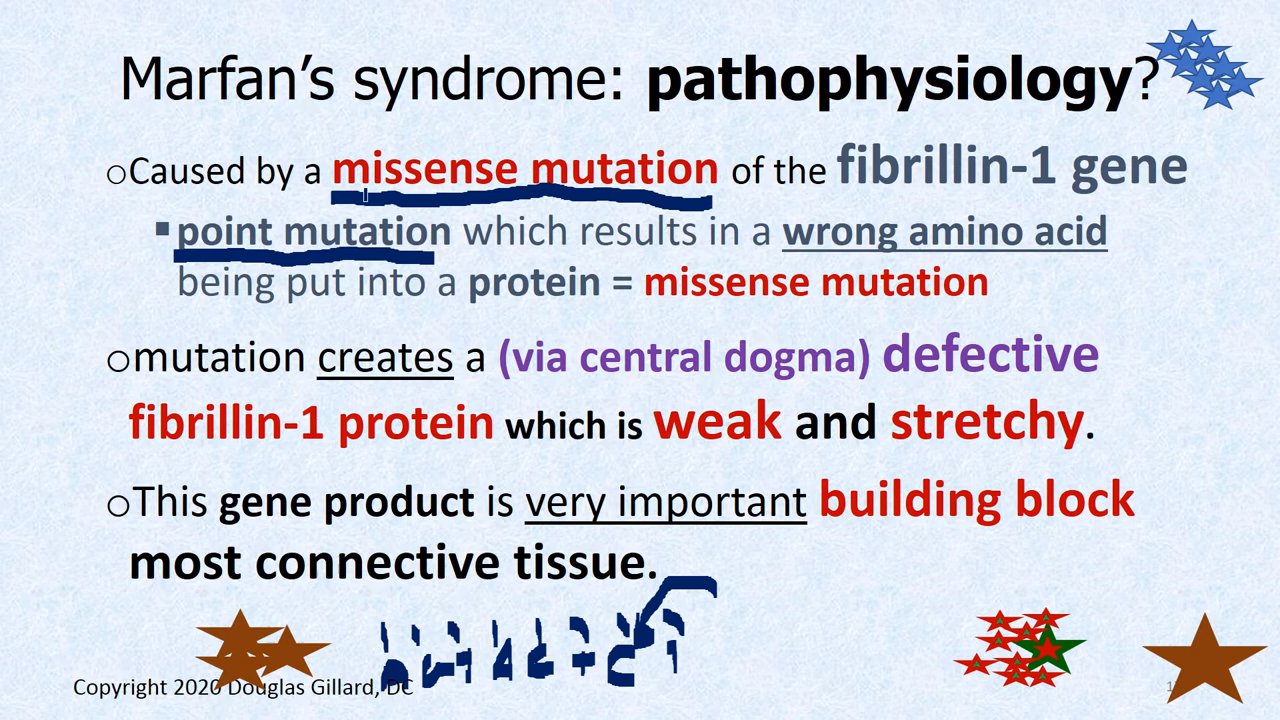 Marfan’s syndrome: pathophysiology?
○Caused by a missense mutation of the fibrillin-1 gene
▪point mutation which results in a wrong amino acid
being put into a protein = missense mutation
○mutation creates a (via central dogma) defective
fibrillin-1 protein which is weak and stretchy.
○This gene product is very important building block
most connective tissue.
Copyright 2020 Douglas Gillard, DC